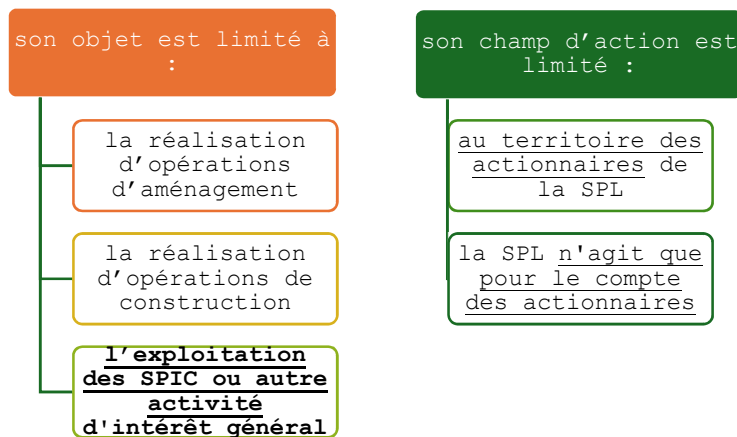 son objet est limité à
:
la réalisation
d’opérations
d’aménagement
la réalisation
d’opérations de
construction
l’exploitation
des SPIC ou autre
activité
d'intérêt général
son champ d’action est
limité :
au territoire des
actionnaires de
la SPL
la SPL n'agit que
pour le compte
des actionnaires